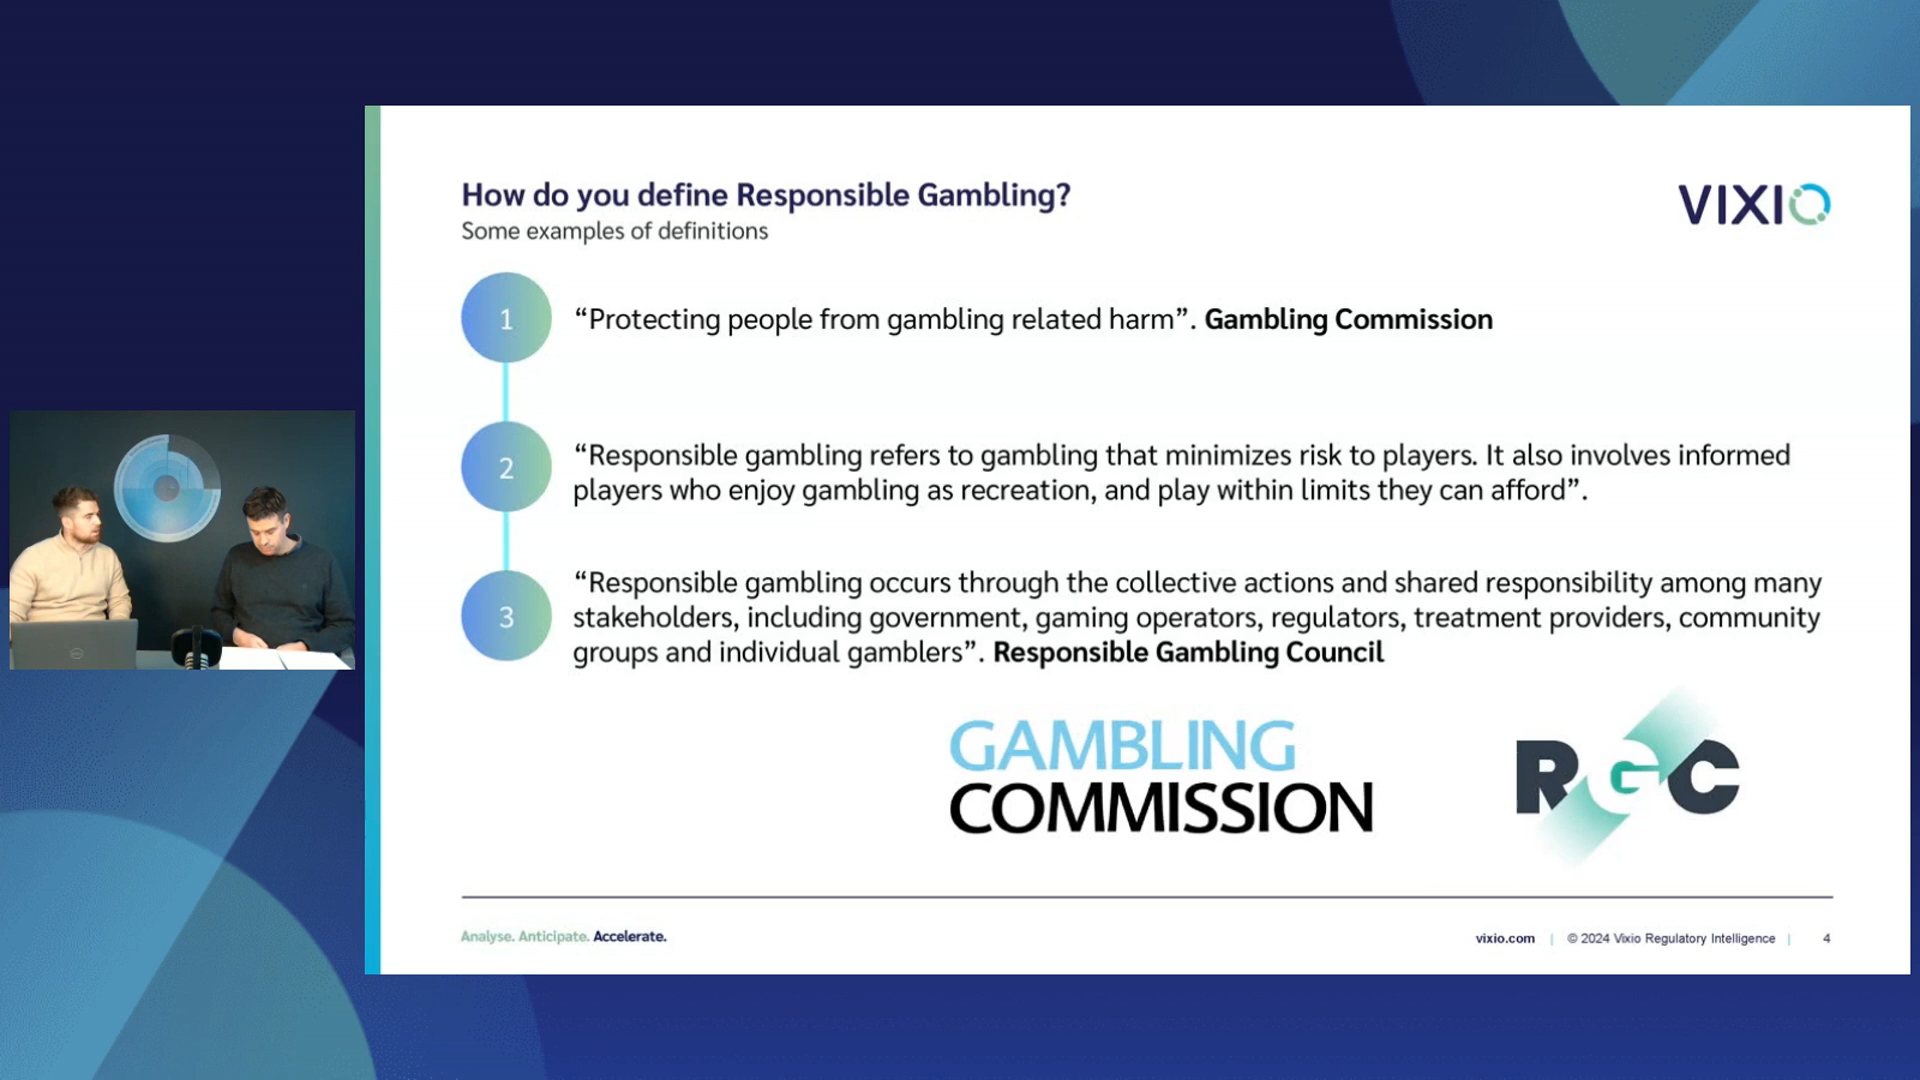 How do you define Responsible Gambling?
Some examples of definitions
VIXIO
1
“Protecting people from gambling related harm”. Gambling Commission
2
“Responsible gambling refers to gambling that minimizes risk to players. It also involves informed
players who enjoy gambling as recreation, and play within limits they can afford”.
3
“Responsible gambling occurs through the collective actions and shared responsibility among many
stakeholders, including government, gaming operators, regulators, treatment providers, community
groups and individual gamblers”. Responsible Gambling Council
GAMBLING
COMMISSION
RGC
Analyse. Anticipate. Accelerate.
vixio.com | © 2024 Vixio Regulatory Intelligence | 4